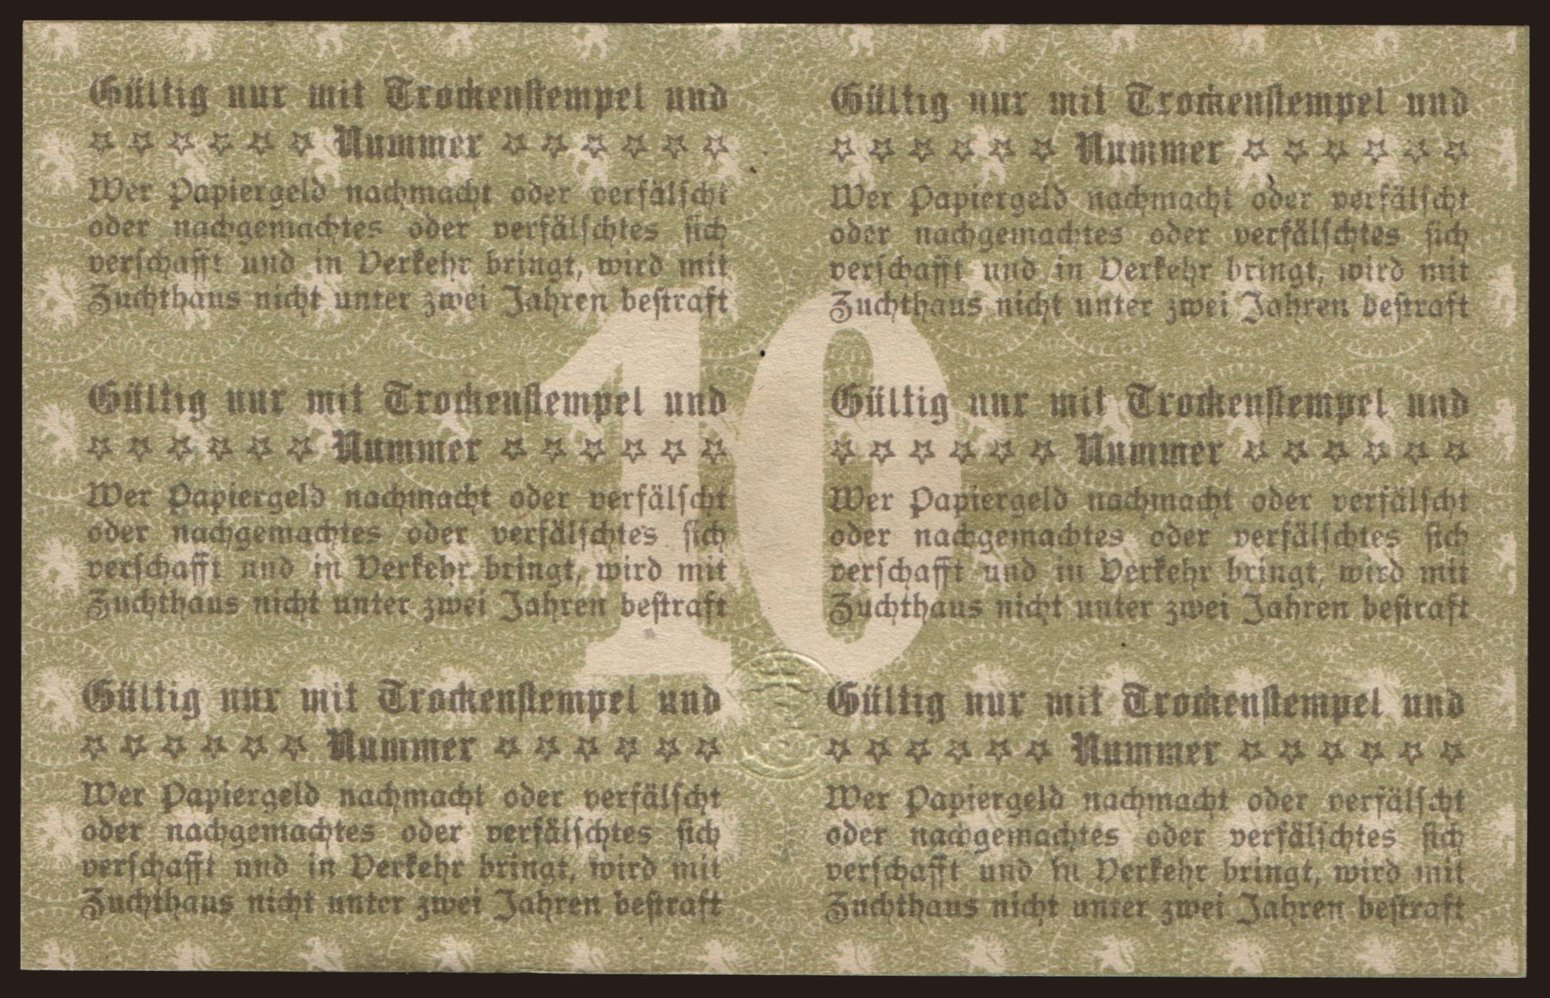 Gültig nur mit Trockenstempel und
☆ ☆ ☆ ☆ ☆ ☆ Nummer ☆ ☆ ☆ ☆ ☆ ☆
Wer Papiergeld nachmacht oder verfälscht
oder nachgemachtes oder verfälschtes sich
verschafft und in Verkehr bringt, wird mit
Zuchthaus nicht unter zwei Jahren bestraft
Gültig nur mit Trockenstempel und
☆ ☆ ☆ ☆ ☆ ☆ Nummer ☆ ☆ ☆ ☆ ☆ ☆
Wer Papiergeld nachmacht oder verfälscht
oder nachgemachtes oder verfälschtes sich
verschafft und in Verkehr bringt, wird mit
Zuchthaus nicht unter zwei Jahren bestraft
10
Gültig nur mit Trockenstempel und
☆ ☆ ☆ ☆ ☆ ☆ Nummer ☆ ☆ ☆ ☆ ☆ ☆
Wer Papiergeld nachmacht oder verfälscht
oder nachgemachtes oder verfälschtes sich
verschafft und in Verkehr bringt, wird mit
Zuchthaus nicht unter zwei Jahren bestraft
Gültig nur mit Trockenstempel und
☆ ☆ ☆ ☆ ☆ ☆ Nummer ☆ ☆ ☆ ☆ ☆ ☆
Wer Papiergeld nachmacht oder verfälscht
oder nachgemachtes oder verfälschtes sich
verschafft und in Verkehr bringt, wird mit
Zuchthaus nicht unter zwei Jahren bestraft
Gültig nur mit Trockenstempel und
☆ ☆ ☆ ☆ ☆ ☆ Nummer ☆ ☆ ☆ ☆ ☆ ☆
Wer Papiergeld nachmacht oder verfälscht
oder nachgemachtes oder verfälschtes sich
verschafft und in Verkehr bringt, wird mit
Zuchthaus nicht unter zwei Jahren bestraft
Gültig nur mit Trockenstempel und
☆ ☆ ☆ ☆ ☆ ☆ Nummer ☆ ☆ ☆ ☆ ☆ ☆
Wer Papiergeld nachmacht oder verfälscht
oder nachgemachtes oder verfälschtes sich
verschafft und in Verkehr bringt, wird mit
Zuchthaus nicht unter zwei Jahren bestraft